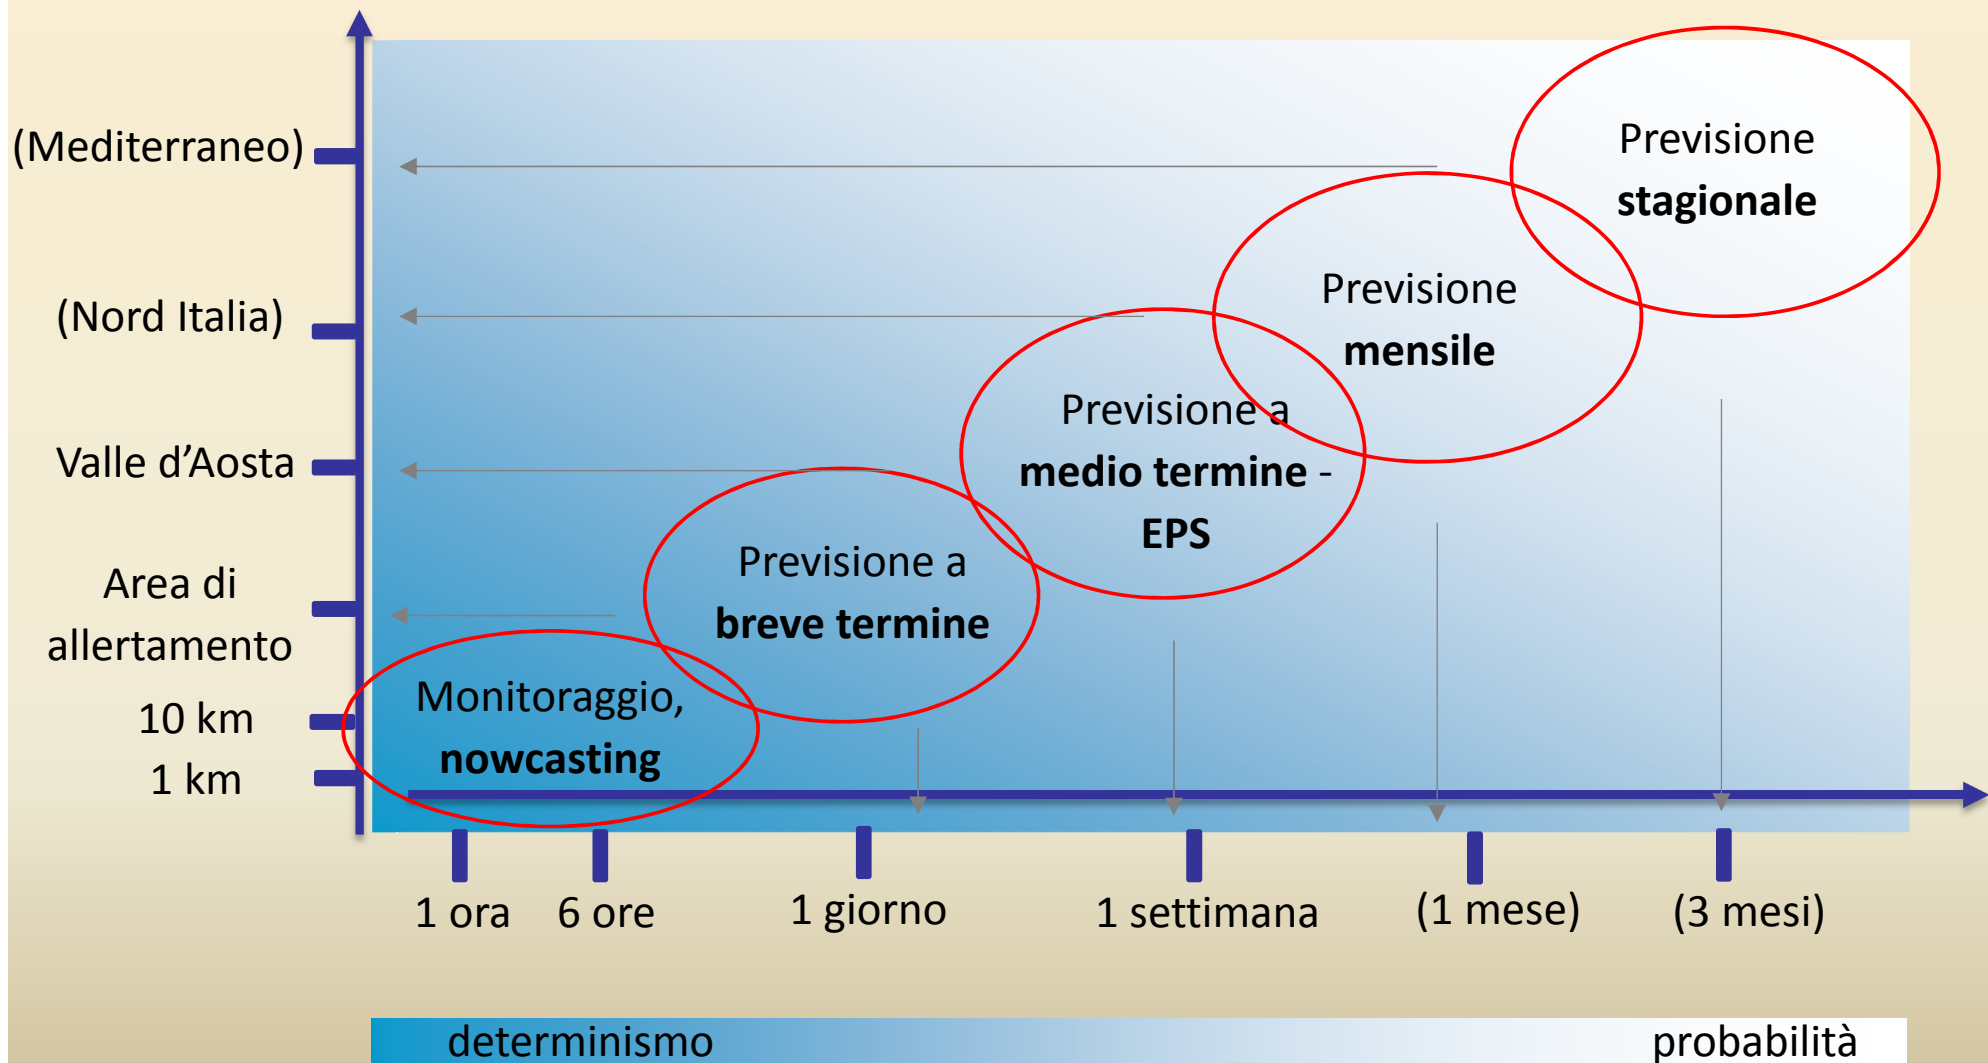 (Mediterraneo)
(Nord Italia)
Valle d’Aosta
Area di
allertamento
10 km
1 km
Previsione
stagionale
Previsione
mensile
Previsione a
medio termine -
EPS
Previsione a
breve termine
Monitoraggio,
nowcasting
1 ora
6 ore
1 giorno
1 settimana
(1 mese)
(3 mesi)
determinismo
probabilità